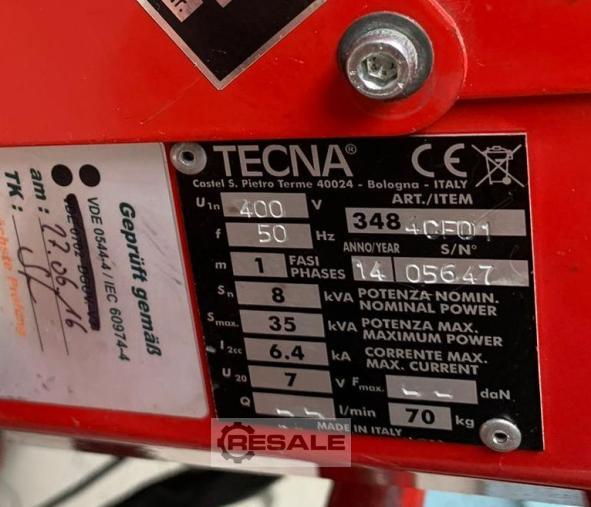 TECNA®
CE
Castel S. Pietro Terme 40024 - Bologna - ITALY
U1n 400 V
ART./ITEM
348 4CF01
f 50 Hz
ANNO/YEAR S/N°
14 05647
m 1 FASI PHASES
Sn 8 kVA POTENZA NOMIN.
NOMINAL POWER
Smax. 35 kVA POTENZA MAX.
MAXIMUM POWER
I2cc 6.4 kA CORRENTE MAX.
MAX. CURRENT
U20 7 V Fmax. -- daN
Q -- l/min 70 kg
MADE IN ITALY
Geprüft gemäß
VDE 0544-4 / IEC 60974-4
am: 27.06.16
TK:
RESALE